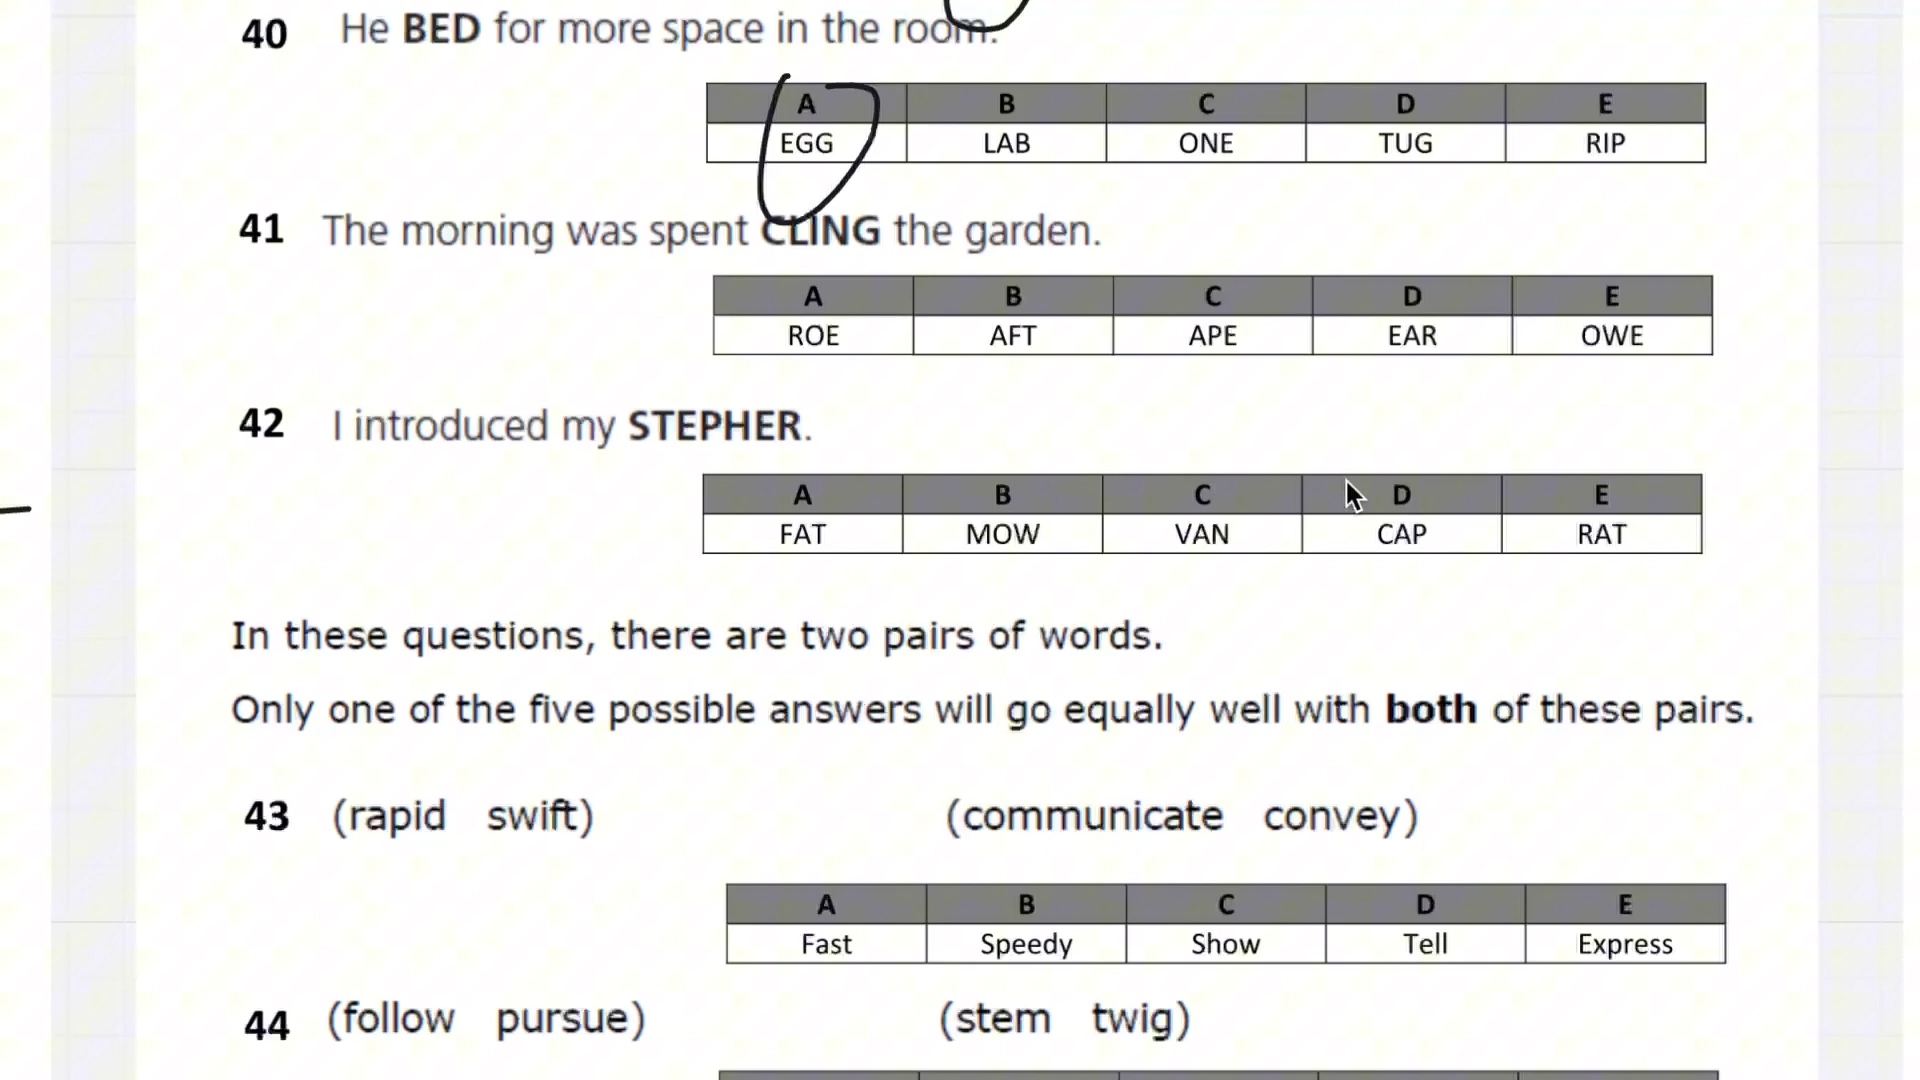 40 He BED for more space in the room.
A B C D E
EGG LAB ONE TUG RIP
41 The morning was spent CLING the garden.
A B C D E
ROE AFT APE EAR OWE
42 I introduced my STEPHER.
A B C D E
FAT MOW VAN CAP RAT
In these questions, there are two pairs of words.
Only one of the five possible answers will go equally well with both of these pairs.
43 (rapid swift) (communicate convey)
A B C D E
Fast Speedy Show Tell Express
44 (follow pursue) (stem twig)